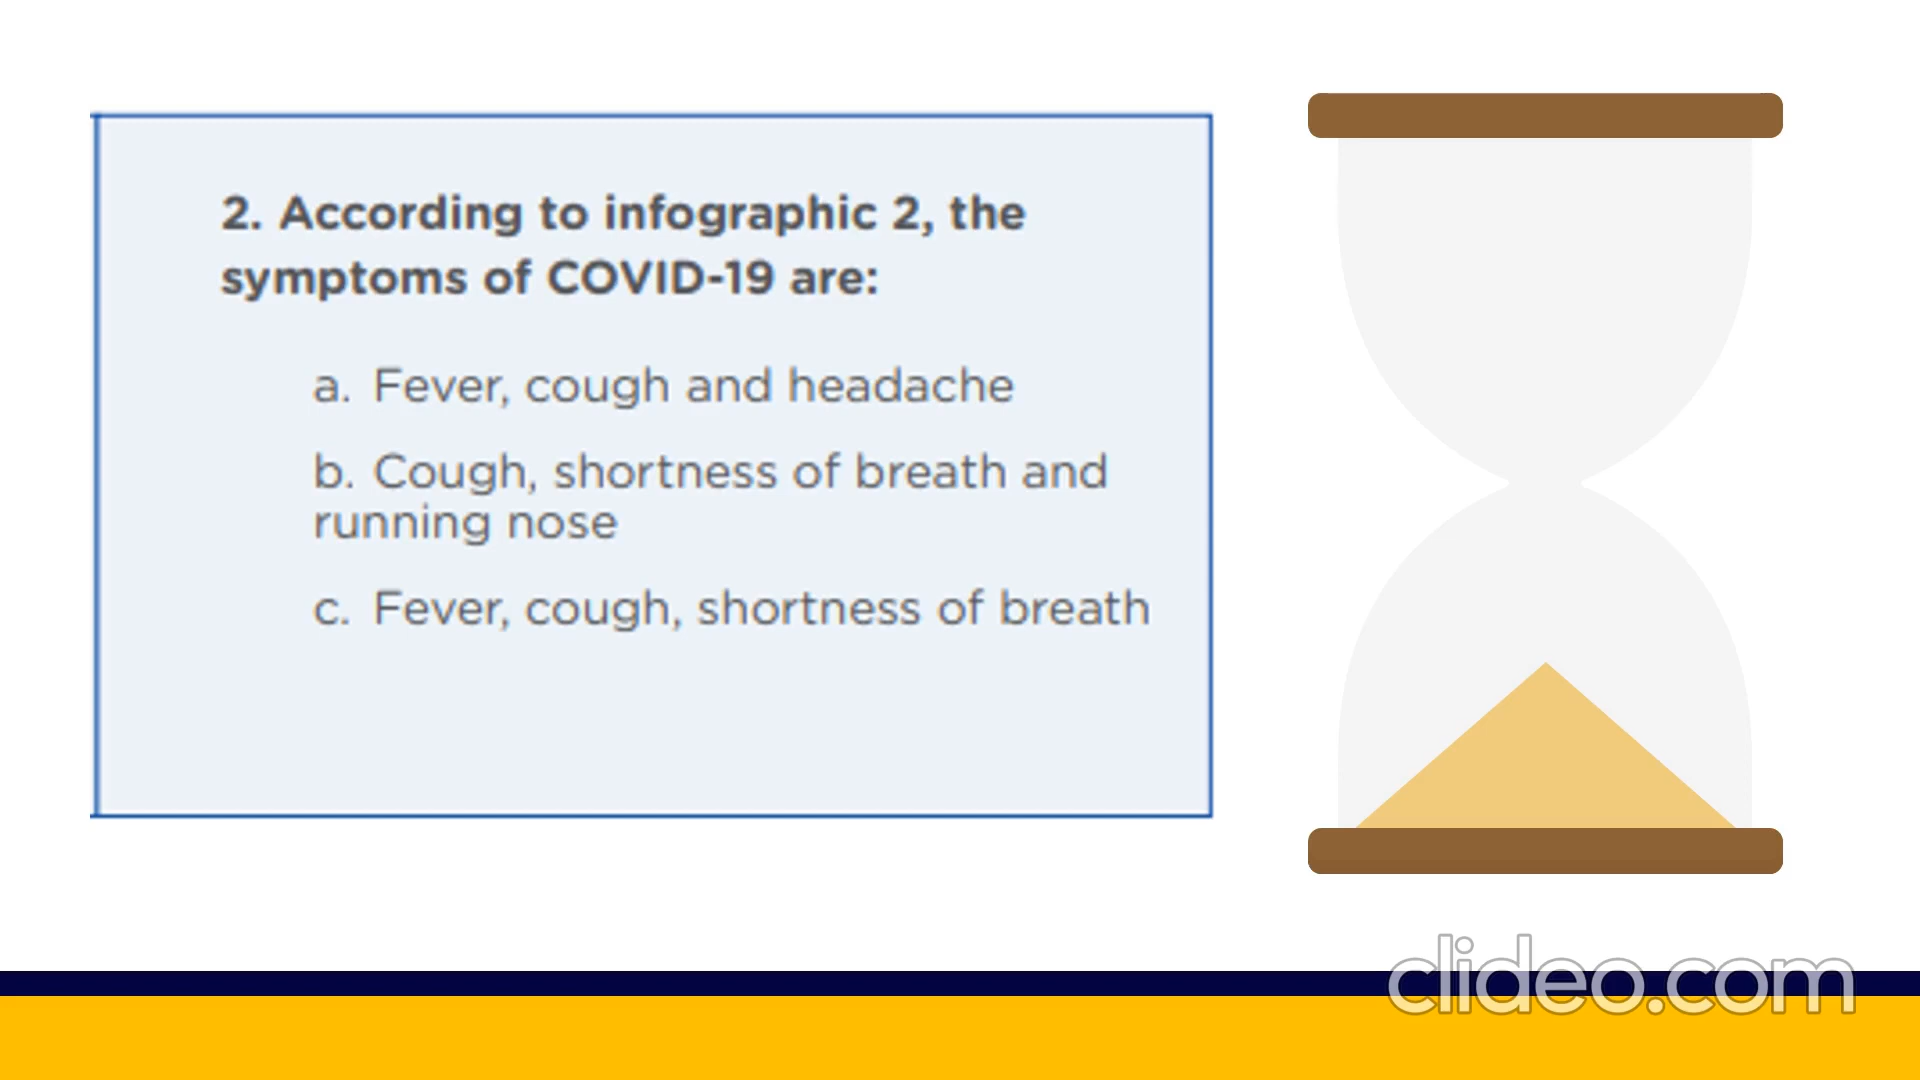 2. According to infographic 2, the
symptoms of COVID-19 are:
a. Fever, cough and headache
b. Cough, shortness of breath and
running nose
c. Fever, cough, shortness of breath
clideo.com